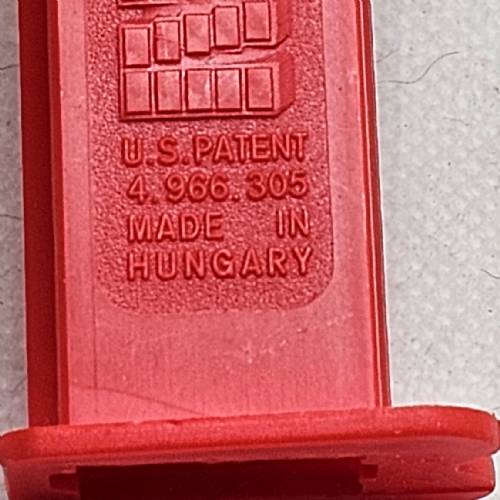 U.S. PATENT
4.966.305
MADE IN
HUNGARY